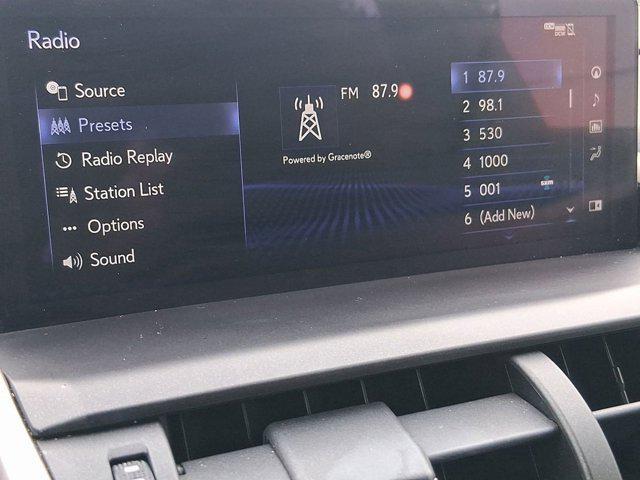 Radio
Source
Presets
Radio Replay
Station List
Options
Sound
FM 87.9
Powered by Gracenote®
1 87.9
2 98.1
3 530
4 1000
5 001
6 (Add New)